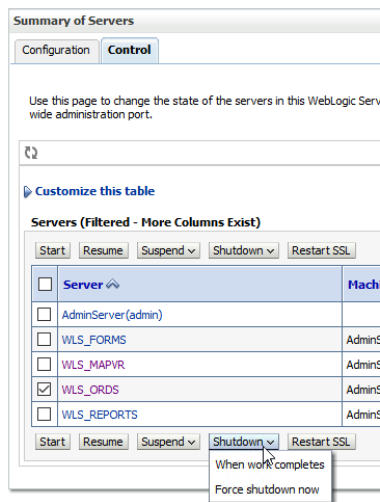 Summary of Servers
Configuration Control
Use this page to change the state of the servers in this WebLogic Serv
wide administration port.
Customize this table
Servers (Filtered - More Columns Exist)
Start Resume Suspend Shutdown Restart SSL
Server Machi
AdminServer(admin)
WLS_FORMS AdminS
WLS_MAPVR AdminS
WLS_ORDS AdminS
WLS_REPORTS AdminS
Start Resume Suspend Shutdown Restart SSL
When work completes
Force shutdown now